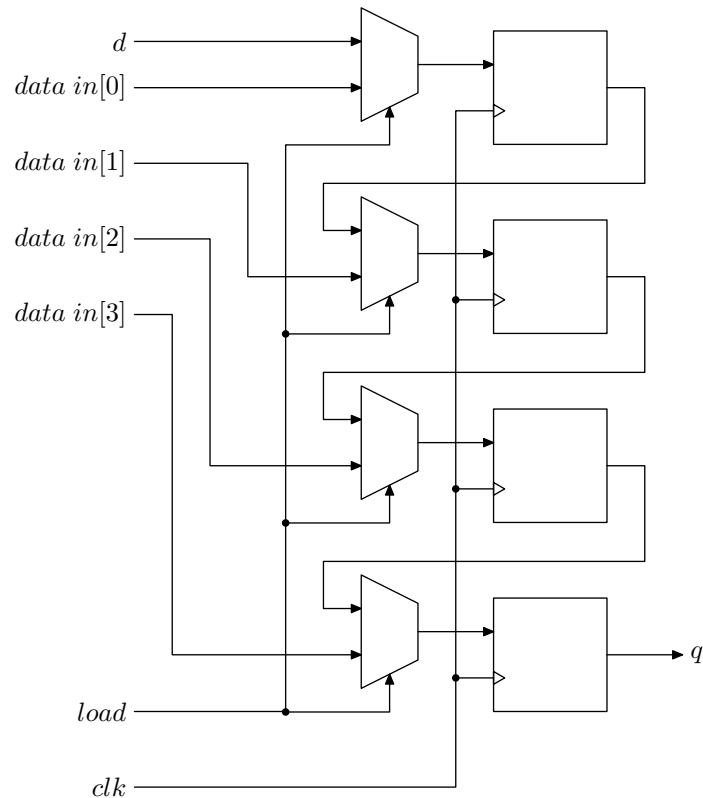 d
data in[0]
data in[1]
data in[2]
data in[3]
q
load
clk